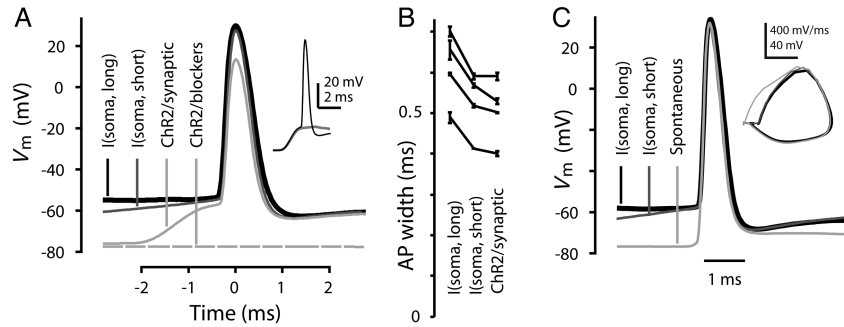 A
20
0
-20
-40
-60
-80
Vm (mV)
I(soma, long)
I(soma, short)
ChR2/synaptic
ChR2/blockers
20 mV
2 ms
-2
-1
0
1
2
Time (ms)
B
0.5
0
AP width (ms)
I(soma, long)
I(soma, short)
ChR2/synaptic
C
20
0
-20
-40
-60
-80
Vm (mV)
I(soma, long)
I(soma, short)
Spontaneous
400 mV/ms
40 mV
1 ms